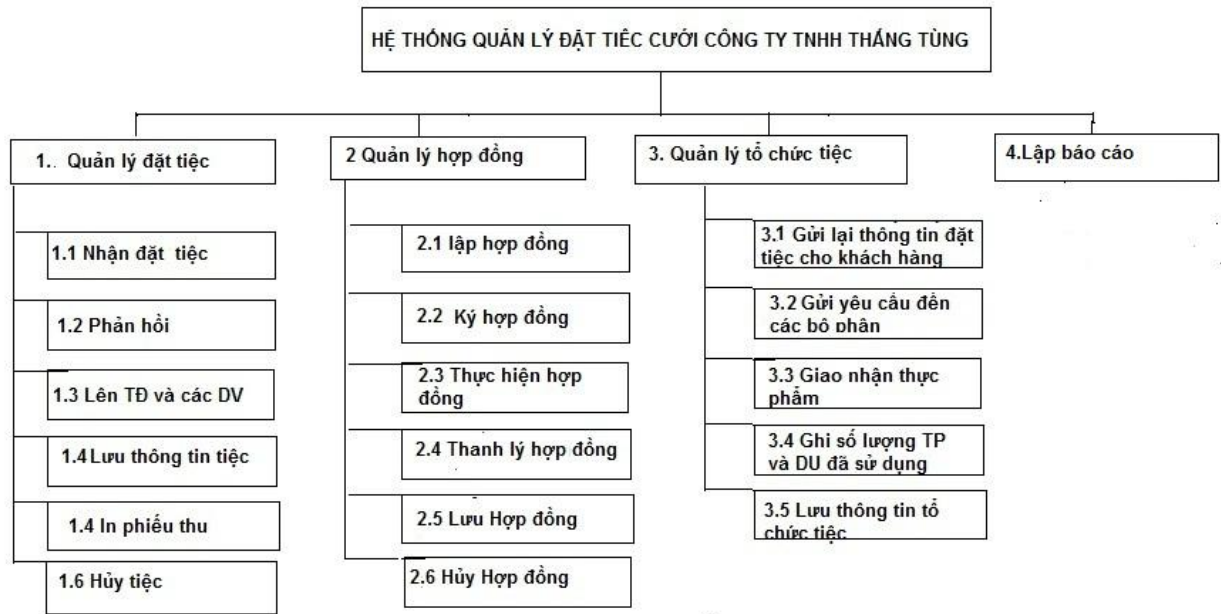 HỆ THỐNG QUẢN LÝ ĐẶT TIÊC CƯỚI CÔNG TY TNHH THẮNG TÙNG
1.. Quản lý đặt tiệc
1.1 Nhận đặt tiệc
1.2 Phản hồi
1.3 Lên TĐ và các DV
1.4 Lưu thông tin tiệc
1.4 In phiếu thu
1.6 Hủy tiệc
2 Quản lý hợp đồng
2.1 lập hợp đồng
2.2 Ký hợp đồng
2.3 Thực hiện hợp
đồng
2.4 Thanh lý hợp đồng
2.5 Lưu Hợp đồng
2.6 Hủy Hợp đồng
3. Quản lý tổ chức tiệc
3.1 Gửi lại thông tin đặt
tiệc cho khách hàng
3.2 Gửi yêu cầu đến
các bộ phận
3.3 Giao nhận thực
phẩm
3.4 Ghi số lượng TP
và DU đã sử dụng
3.5 Lưu thông tin tổ
chức tiệc
4.Lập báo cáo